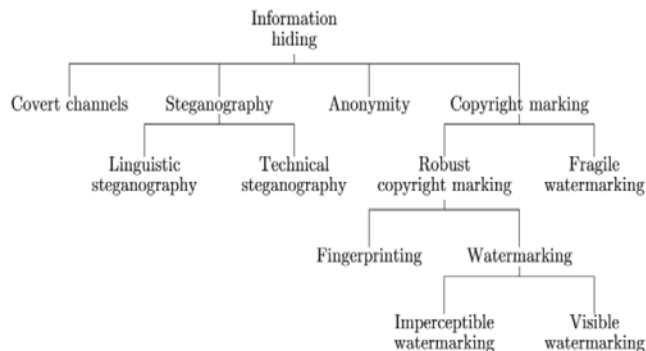 Information
hiding
Covert channels Steganography Anonymity Copyright marking
Linguistic
steganography
Technical
steganography
Robust
copyright marking
Fragile
watermarking
Fingerprinting Watermarking
Imperceptible
watermarking
Visible
watermarking